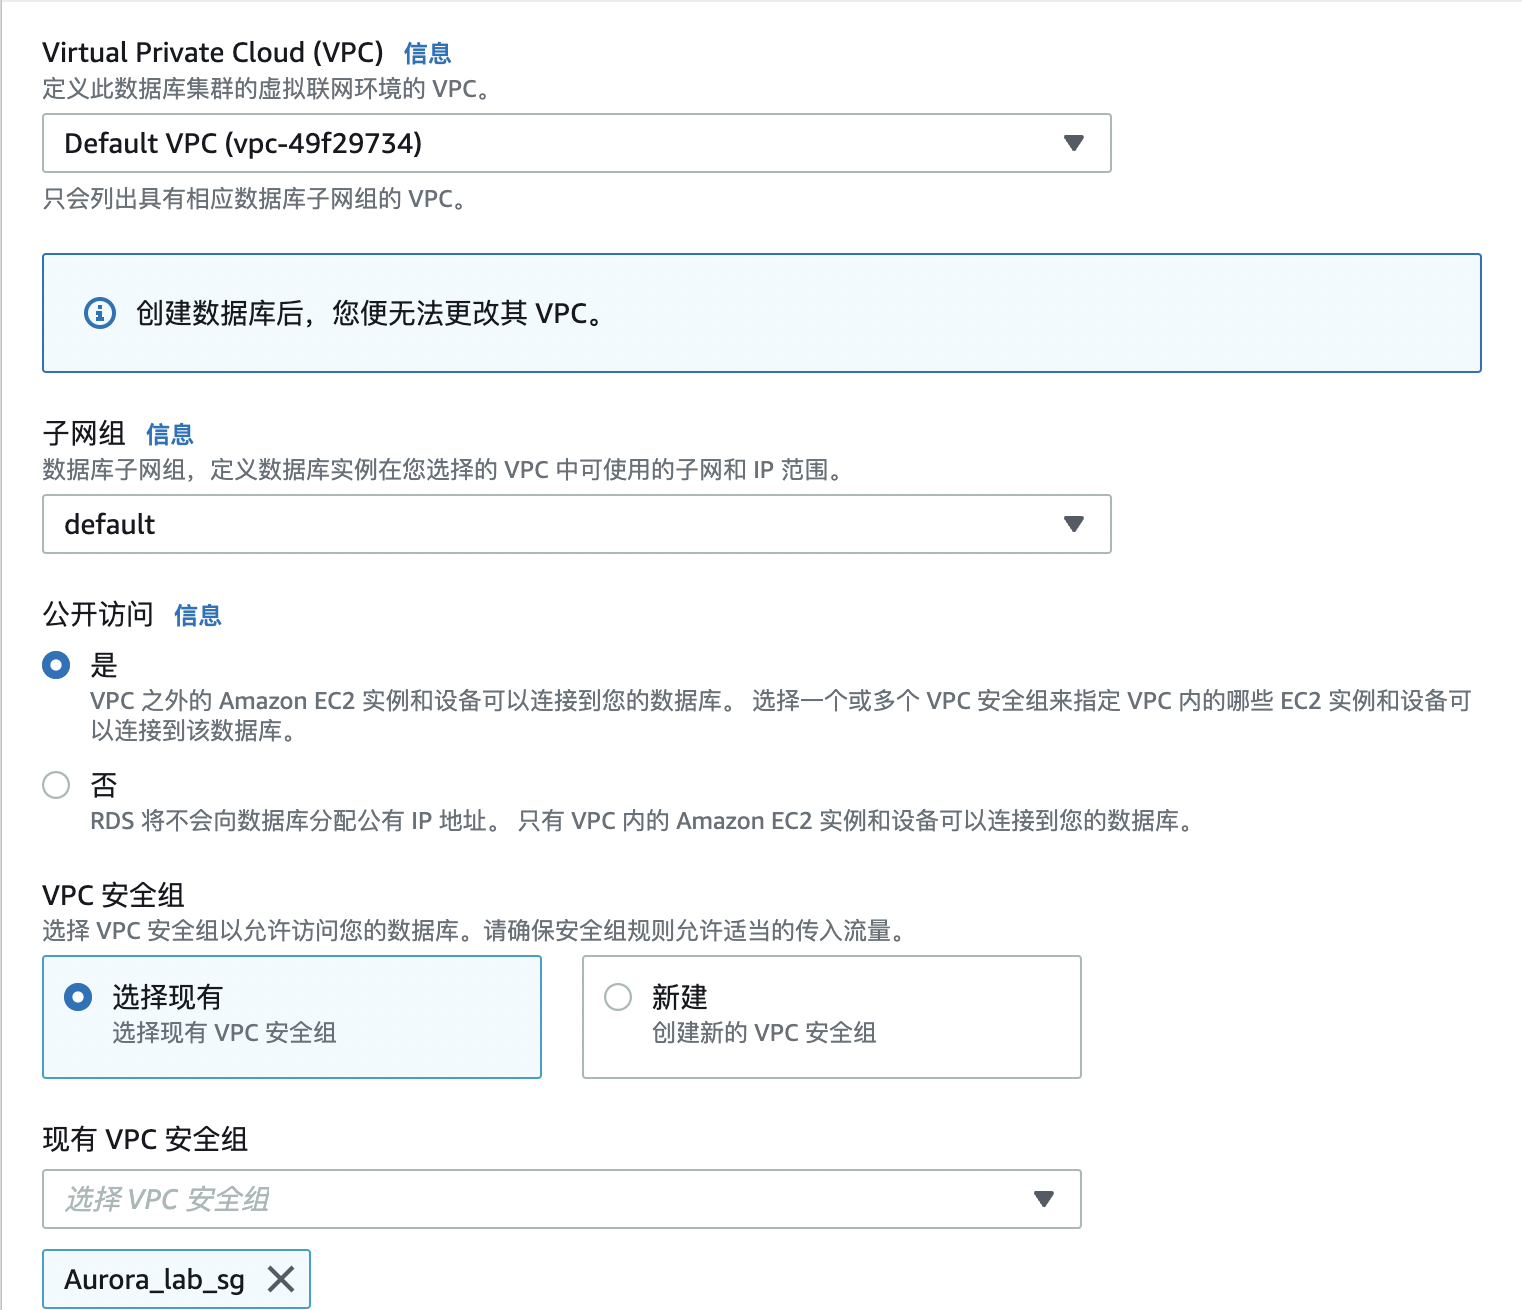 Virtual Private Cloud (VPC) 信息
定义此数据库集群的虚拟联网环境的 VPC。
Default VPC (vpc-49f29734)
只会列出具有相应数据库子网组的 VPC。
创建数据库后，您便无法更改其 VPC。
子网组 信息
数据库子网组，定义数据库实例在您选择的 VPC 中可使用的子网和 IP 范围。
default
公开访问 信息
是
VPC 之外的 Amazon EC2 实例和设备可以连接到您的数据库。 选择一个或多个 VPC 安全组来指定 VPC 内的哪些 EC2 实例和设备可
以连接到该数据库。
否
RDS 将不会向数据库分配公有 IP 地址。 只有 VPC 内的 Amazon EC2 实例和设备可以连接到您的数据库。
VPC 安全组
选择 VPC 安全组以允许访问您的数据库。请确保安全组规则允许适当的传入流量。
选择现有
选择现有 VPC 安全组
新建
创建新的 VPC 安全组
现有 VPC 安全组
选择 VPC 安全组
Aurora_lab_sg